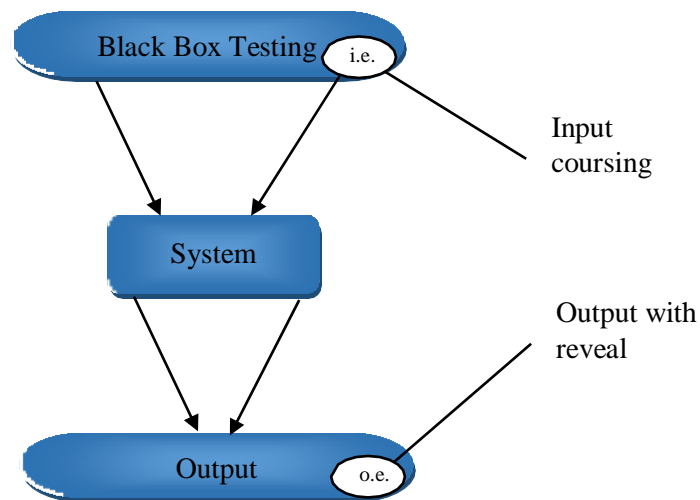 Black Box Testing
i.e.
Input
coursing
System
Output with
reveal
Output
o.e.